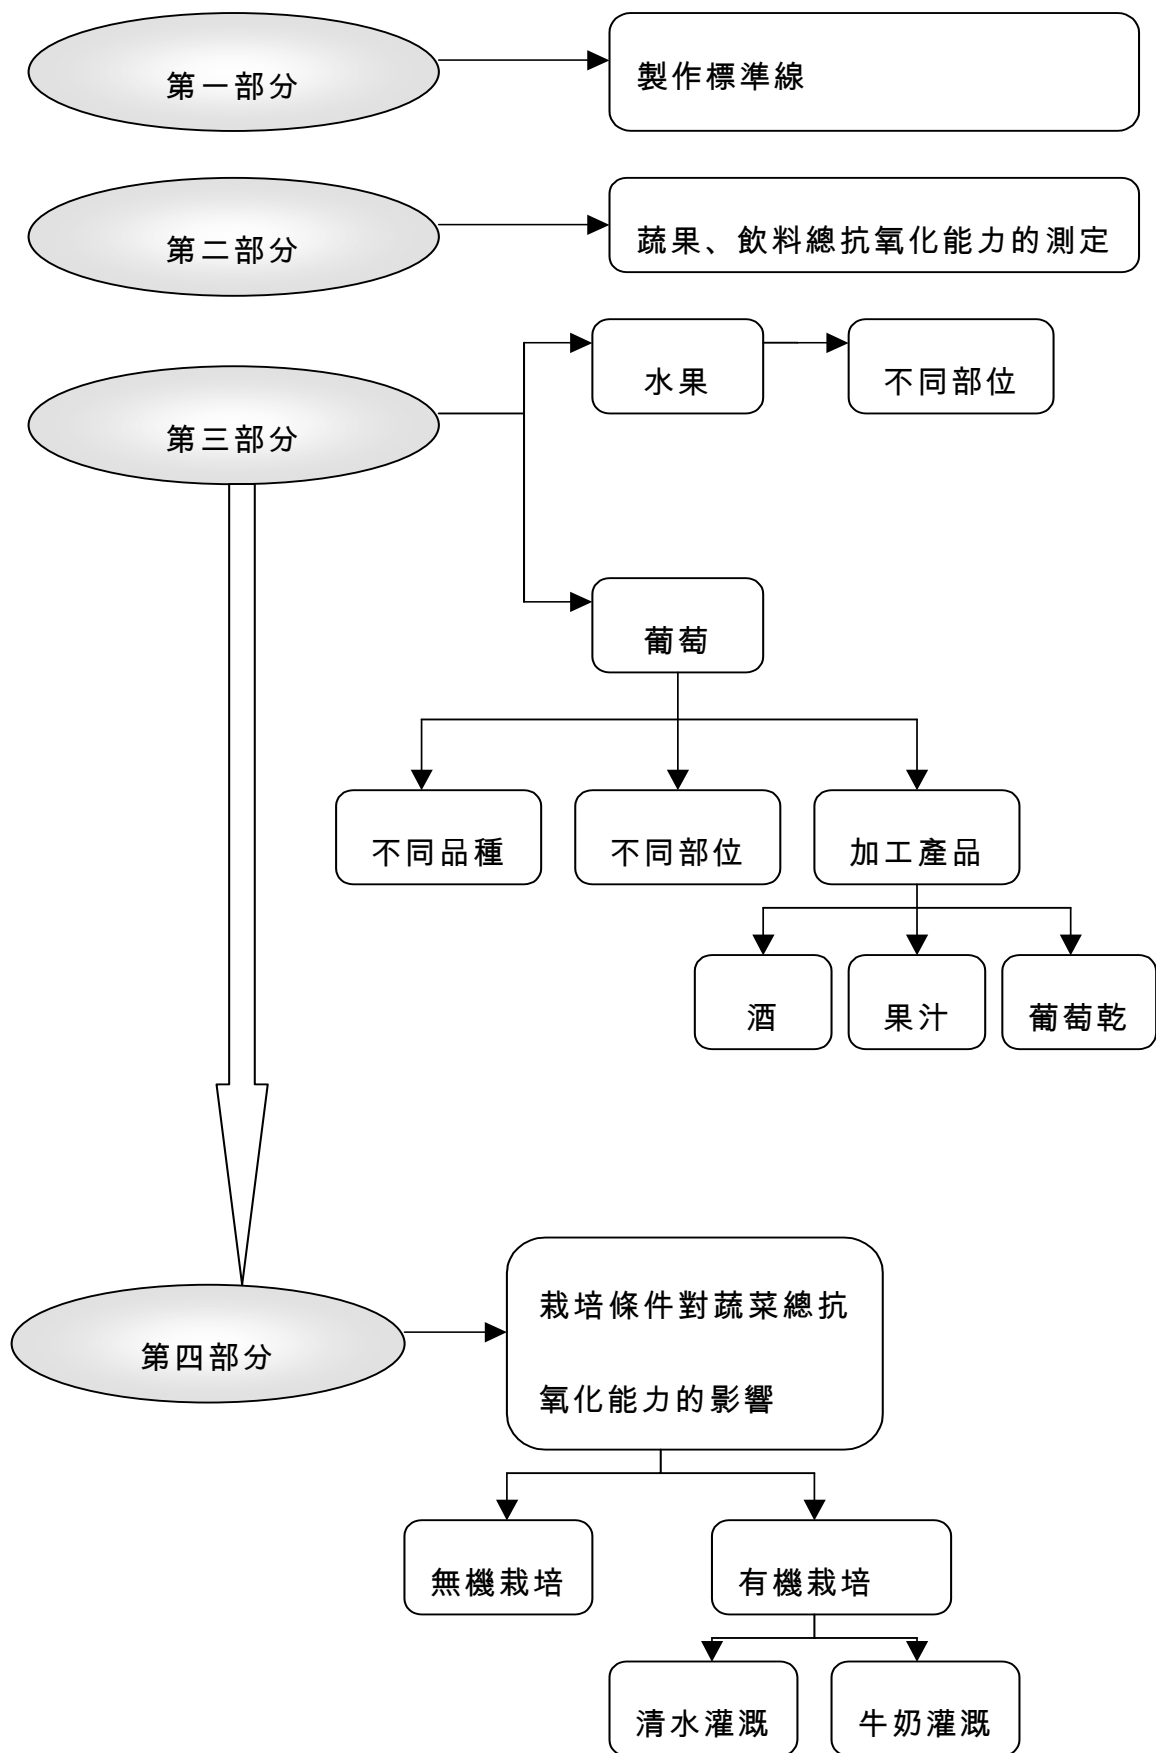 第一部分
製作標準線
第二部分
蔬果、飲料總抗氧化能力的測定
第三部分
水果
不同部位
葡萄
不同品種
不同部位
加工產品
酒
果汁
葡萄乾
第四部分
栽培條件對蔬菜總抗
氧化能力的影響
無機栽培
有機栽培
清水灌溉
牛奶灌溉